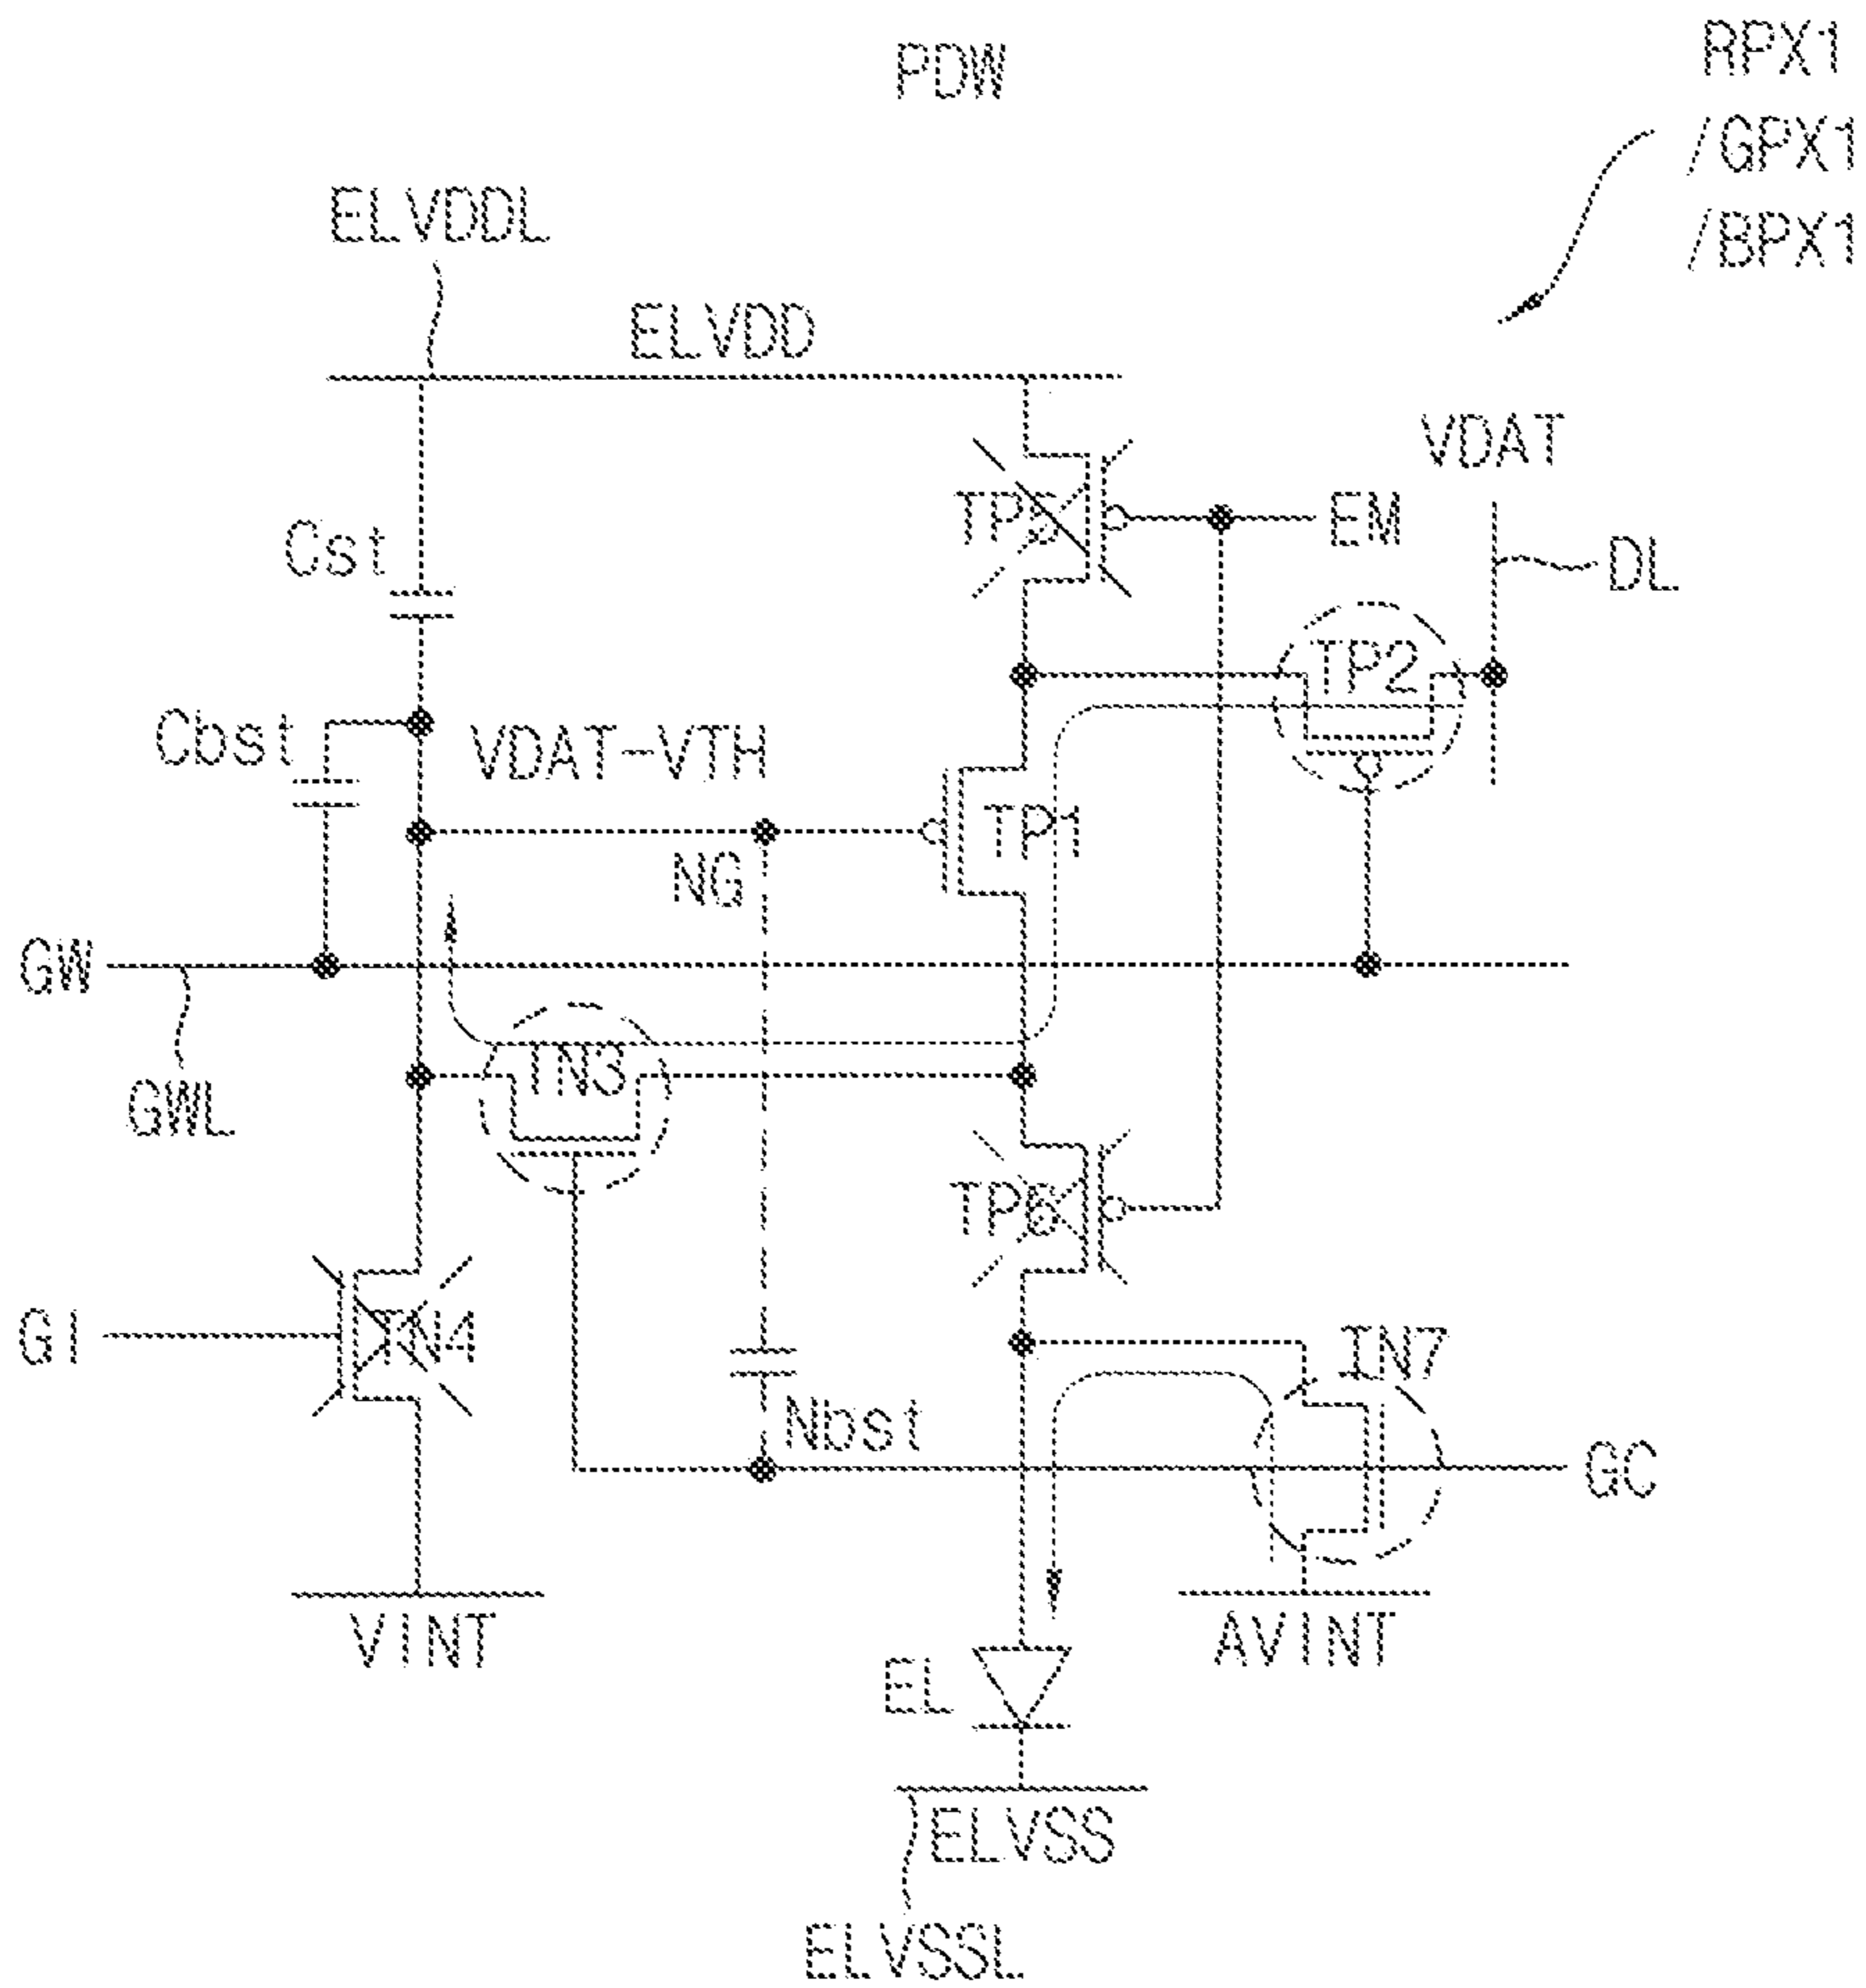 PDW
RPX1
/GPX1
/BPX1
ELVDDL
ELVDD
VDAT
TP5
EM
Cst
DL
TP2
Cbst
VDAT-VTH
TP1
NG
GW
TN3
GWL
TP6
GI
TN4
IN7
Nbst
GC
VINT
AVINT
EL
ELVSS
ELVSSL